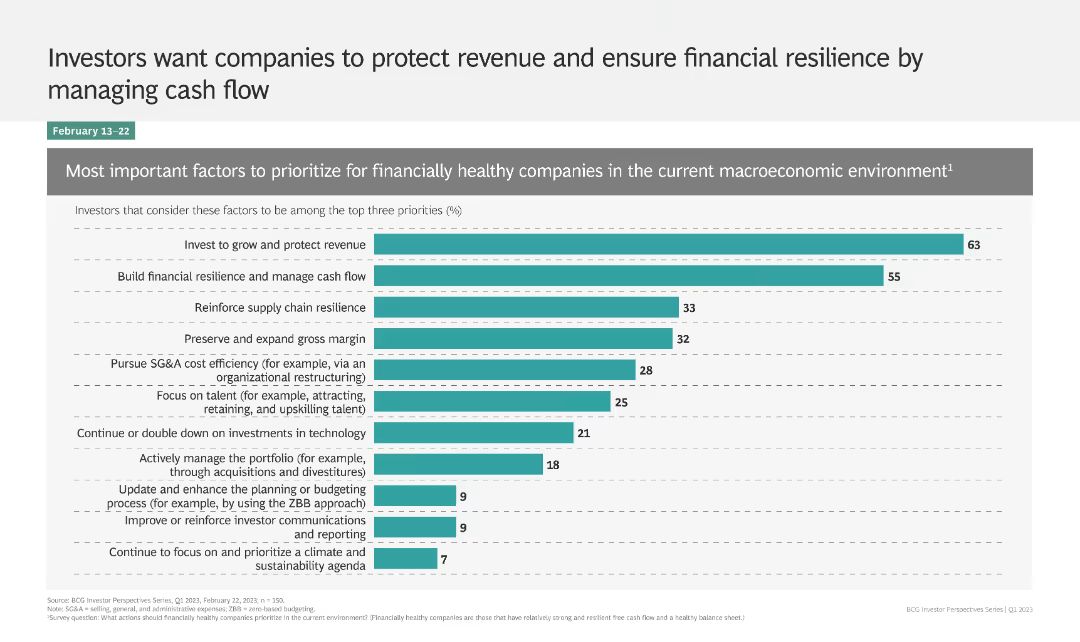 Investors want companies to protect revenue and ensure financial resilience by
managing cash flow
February 13–22
Most important factors to prioritize for financially healthy companies in the current macroeconomic environment¹
Investors that consider these factors to be among the top three priorities (%)
Invest to grow and protect revenue 63
Build financial resilience and manage cash flow 55
Reinforce supply chain resilience 33
Preserve and expand gross margin 32
Pursue SG&A cost efficiency (for example, via an
organizational restructuring) 28
Focus on talent (for example, attracting,
retaining, and upskilling talent) 25
Continue or double down on investments in technology 21
Actively manage the portfolio (for example,
through acquisitions and divestitures) 18
Update and enhance the planning or budgeting
process (for example, by using the ZBB approach) 9
Improve or reinforce investor communications
and reporting 9
Continue to focus on and prioritize a climate and
sustainability agenda 7
Source: BCG Investor Perspectives Series, Q1 2023, February 22, 2023; n = 150.
Note: SG&A = selling, general, and administrative expenses; ZBB = zero-based budgeting.
¹Survey question: What actions should financially healthy companies prioritize in the current environment? (Financially healthy companies are those that have relatively strong and resilient free cash flow and a healthy balance sheet.)
BCG Investor Perspectives Series | Q1 2023